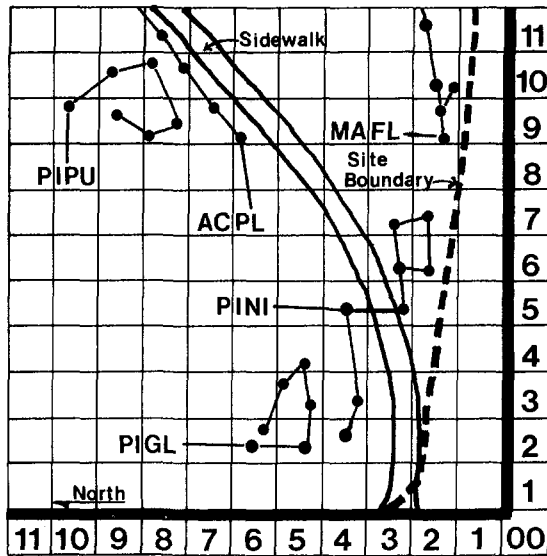 Sidewalk
11
10
MAFL
9
Site
Boundary
8
PIPU
ACPL
7
6
PINI
5
4
3
PIGL
2
North
1
11 10 9 8 7 6 5 4 3 2 1 00